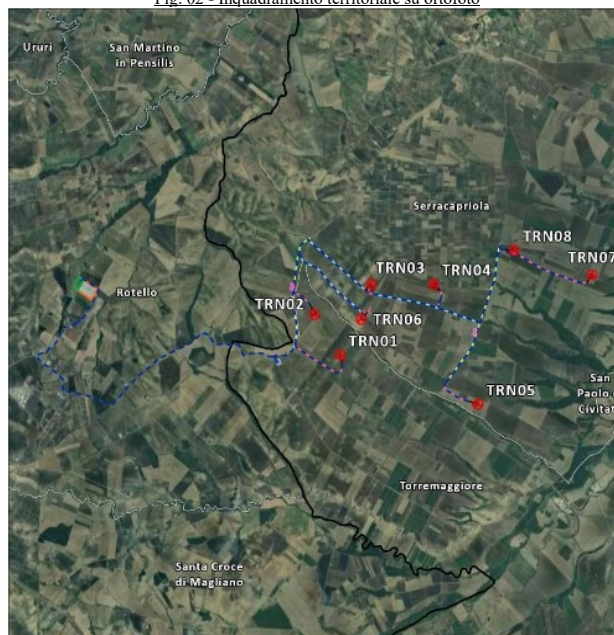 Fig. 02 - Inquadramento territoriale su ortofoto
Ururi
San Martino
in Pensilis
Serracapriola
TRN08
TRN07
Rotello
TRN03
TRN04
TRN02
TRN06
TRN01
San
Paolo
Civitat
TRN05
Torremaggiore
Santa Croce
di Magliano